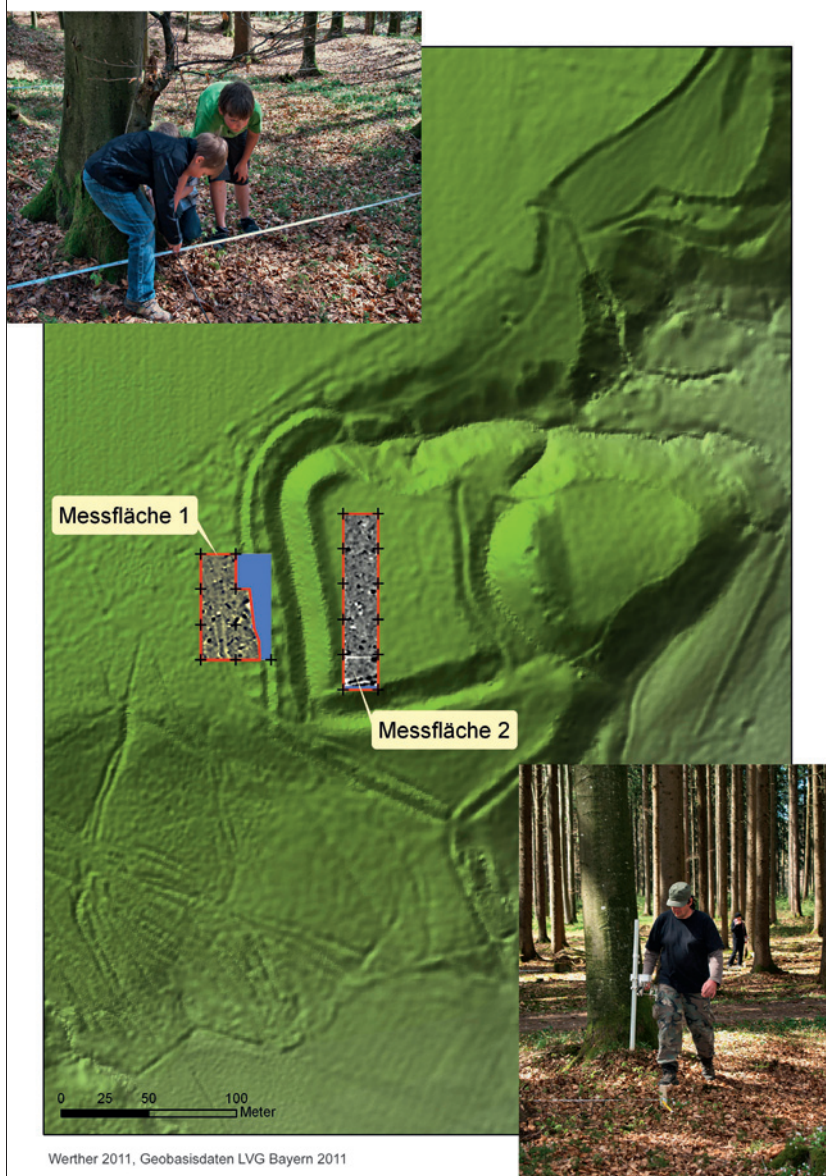 Messfläche 1
Messfläche 2
0 25 50 100
Meter
Werther 2011, Geobasisdaten LVG Bayern 2011